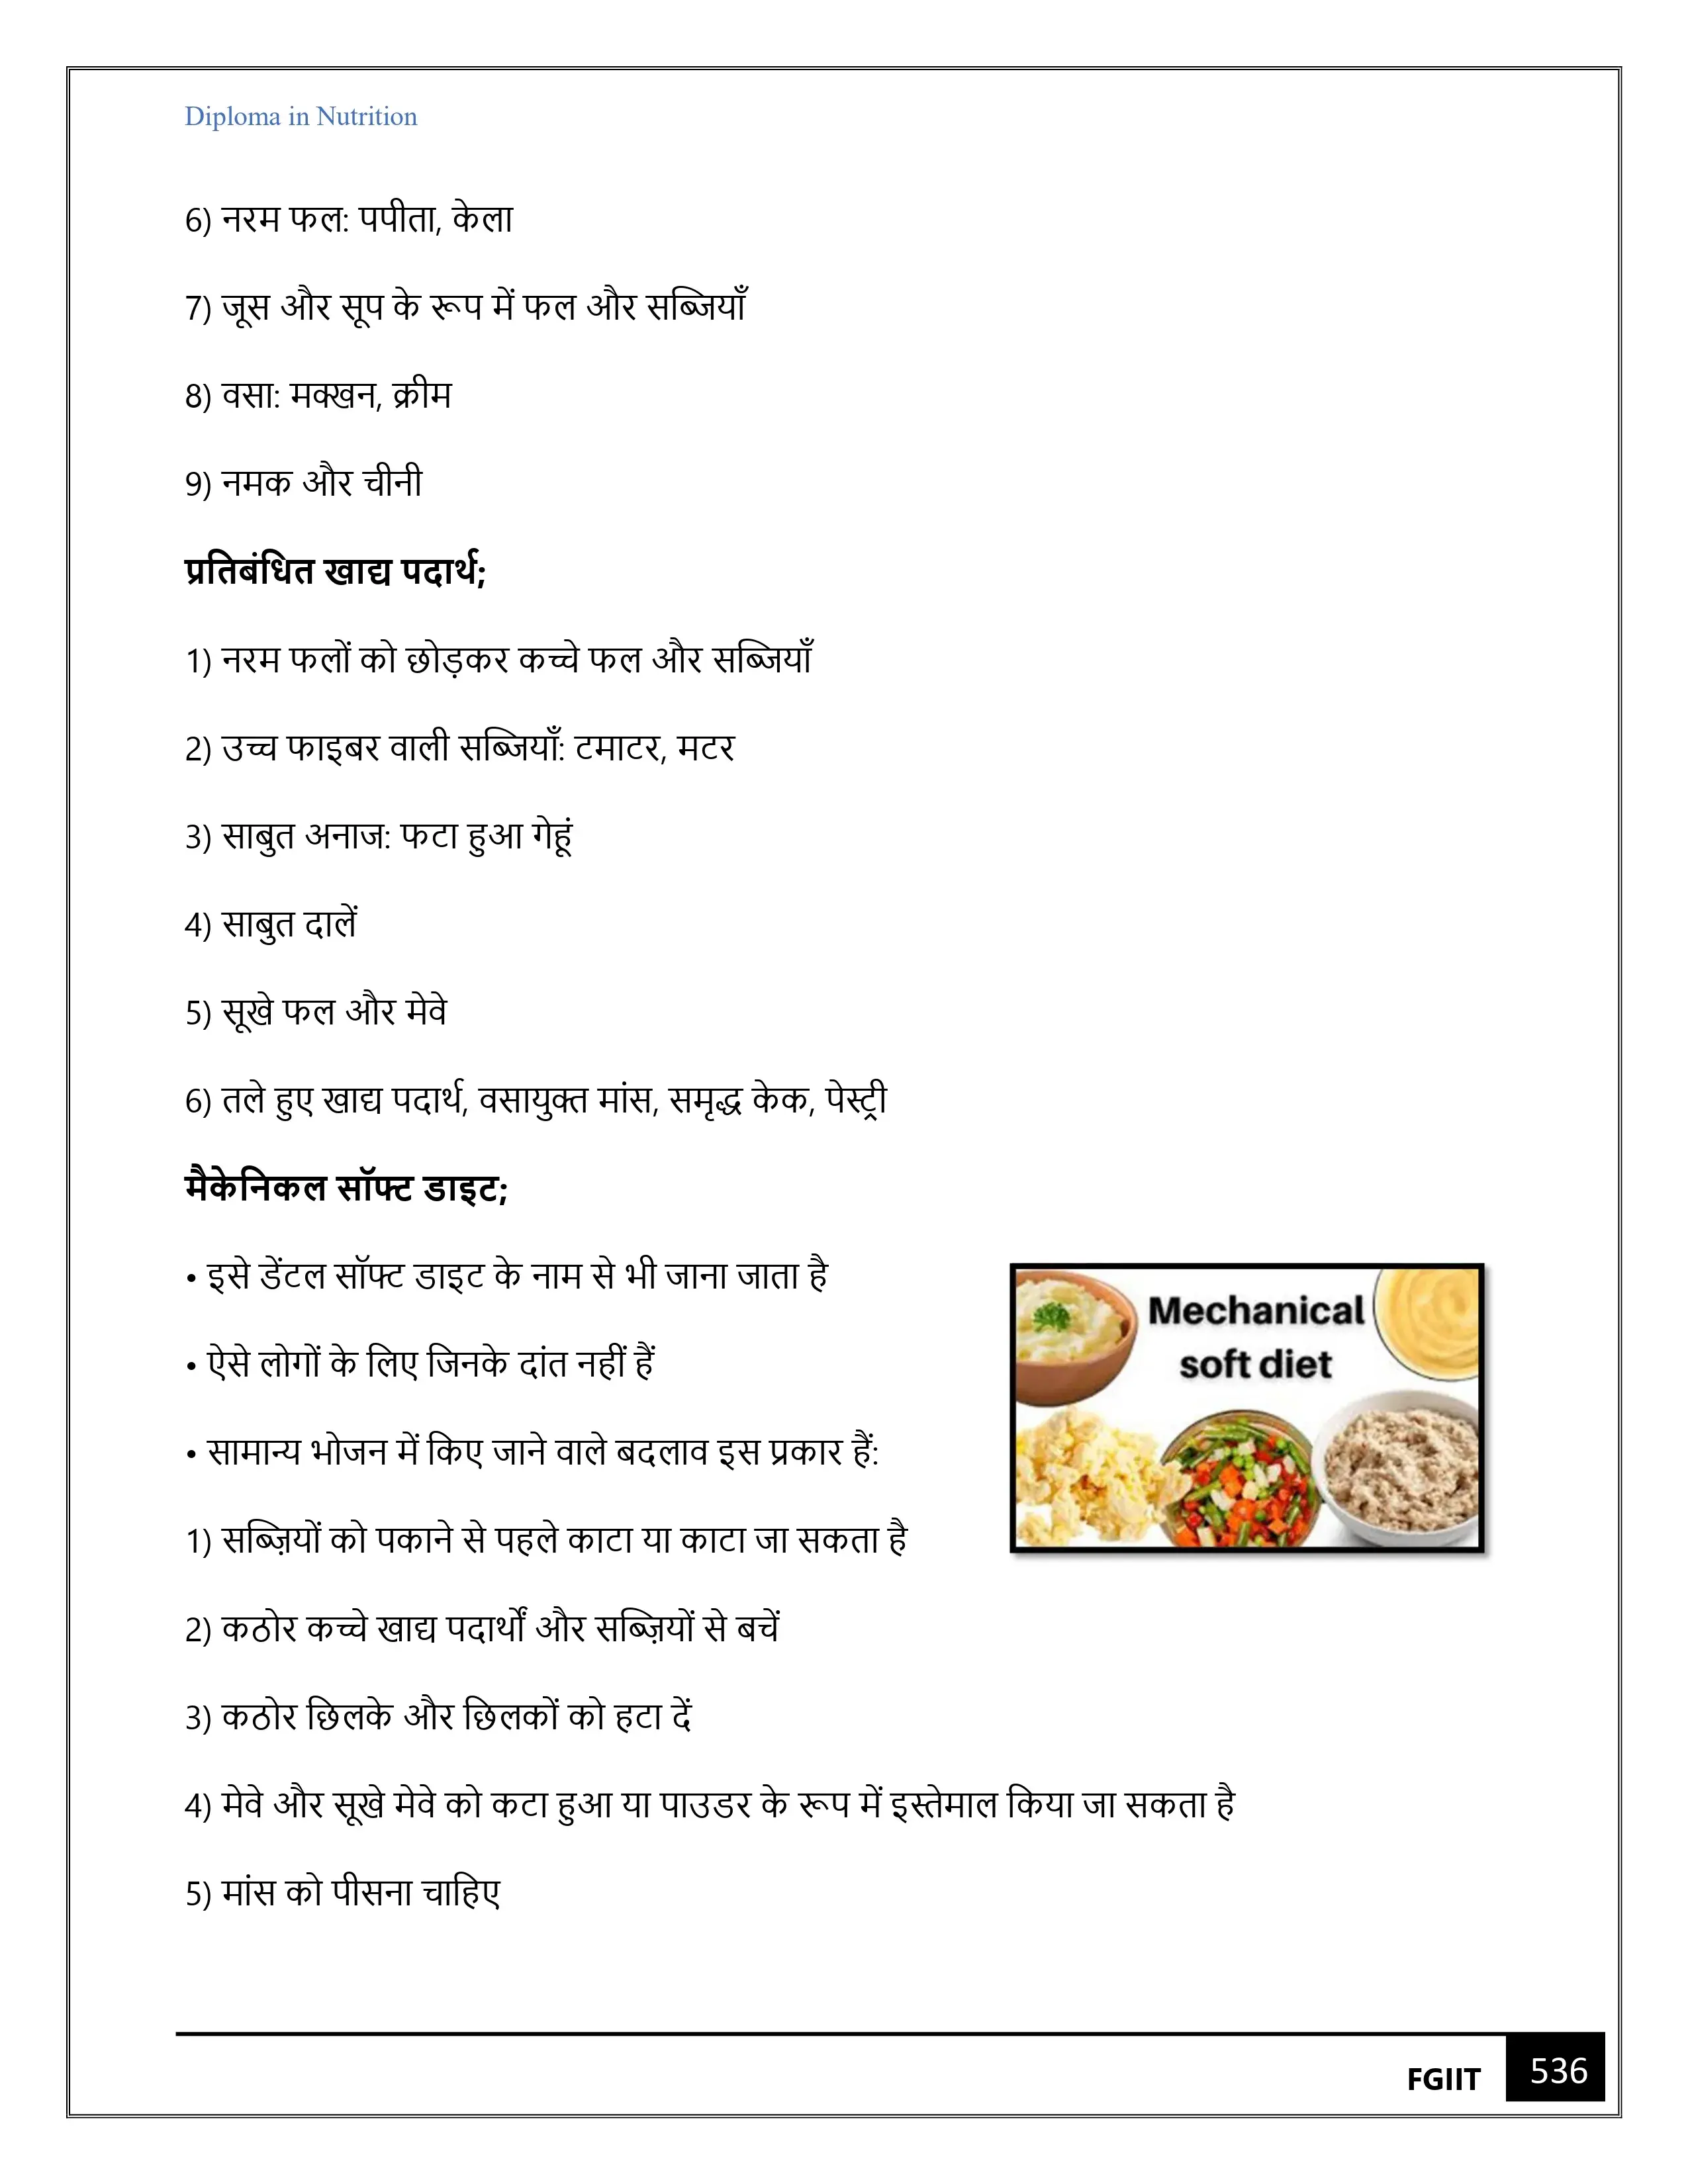 Diploma in Nutrition
6) नरम फल: पपीता, केला
7) जूस और सूप के रूप में फल और सब्जियाँ
8) वसा: मक्खन, क्रीम
9) नमक और चीनी
प्रतिबंधित खाद्य पदार्थ;
1) नरम फलों को छोड़कर कच्चे फल और सब्जियाँ
2) उच्च फाइबर वाली सब्जियाँ: टमाटर, मटर
3) साबुत अनाज: फटा हुआ गेहूं
4) साबुत दालें
5) सूखे फल और मेवे
6) तले हुए खाद्य पदार्थ, वसायुक्त मांस, समृद्ध केक, पेस्ट्री
मैकेनिकल सॉफ्ट डाइट;
• इसे डेंटल सॉफ्ट डाइट के नाम से भी जाना जाता है
• ऐसे लोगों के लिए जिनके दांत नहीं हैं
• सामान्य भोजन में किए जाने वाले बदलाव इस प्रकार हैं:
1) सब्ज़ियों को पकाने से पहले काटा या काटा जा सकता है
2) कठोर कच्चे खाद्य पदार्थों और सब्ज़ियों से बचें
3) कठोर छिलके और छिलकों को हटा दें
4) मेवे और सूखे मेवे को कटा हुआ या पाउडर के रूप में इस्तेमाल किया जा सकता है
5) मांस को पीसना चाहिए
Mechanical
soft diet
FGIIT 536